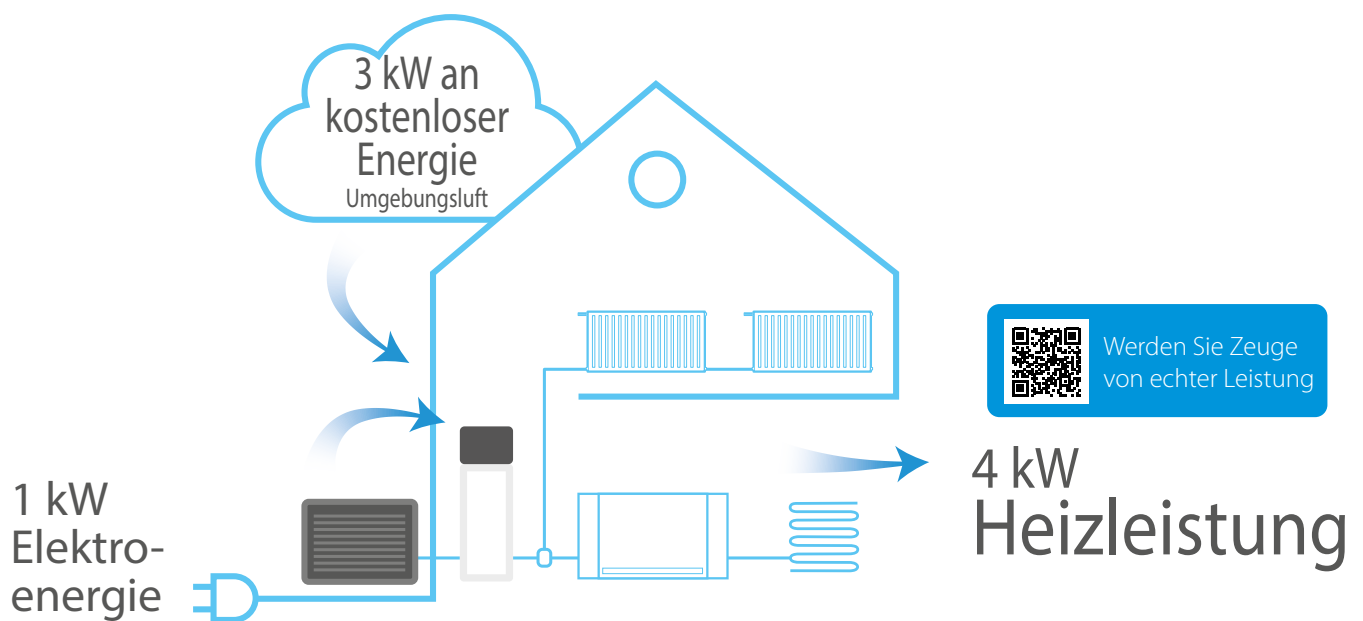 3 kW an
kostenloser
Energie
Umgebungsluft
Werden Sie Zeuge
von echter Leistung
4 kW
Heizleistung
1 kW
Elektro-
energie